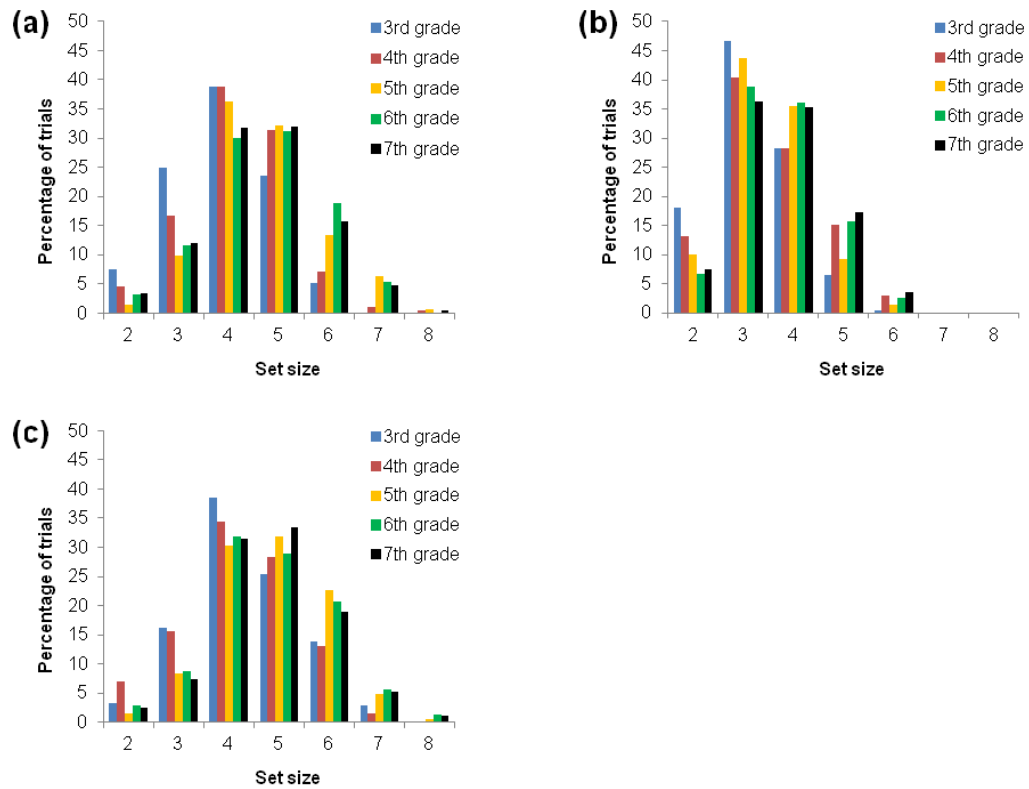 (a)
Percentage of trials
50
45
40
35
30
25
20
15
10
5
0
2 3 4 5 6 7 8
Set size
3rd grade
4th grade
5th grade
6th grade
7th grade
(b)
Percentage of trials
50
45
40
35
30
25
20
15
10
5
0
2 3 4 5 6 7 8
Set size
3rd grade
4th grade
5th grade
6th grade
7th grade
(c)
Percentage of trials
50
45
40
35
30
25
20
15
10
5
0
2 3 4 5 6 7 8
Set size
3rd grade
4th grade
5th grade
6th grade
7th grade